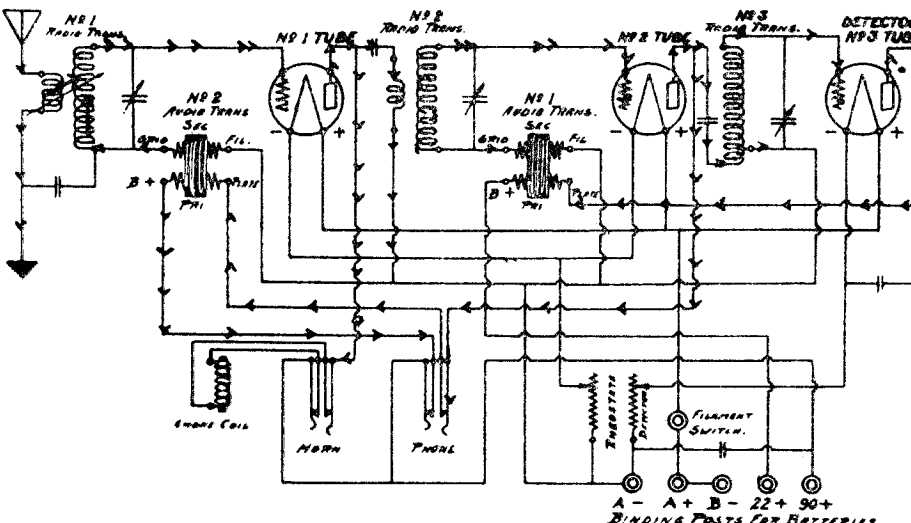 Nº 1
RADIO TRANS.
Nº 1 TUBE
Nº 2
RADIO TRANS.
Nº 2 TUBE
Nº 3
RADIO TRANS.
DETECTOR
Nº 3 TUBE
Nº 2
AUDIO TRANS.
SEC
GRID
FIL.
B +
PLATE
PRI
- +
Nº 1
AUDIO TRANS.
SEC
GRID
FIL.
B +
PLATE
PRI
- +
- +
CHOKE COIL
HORN
PHONE
RHEOSTATS
DETECTOR
FILAMENT
SWITCH.
A - A + B - 22 + 90 +
BINDING POSTS FOR BATTERIES